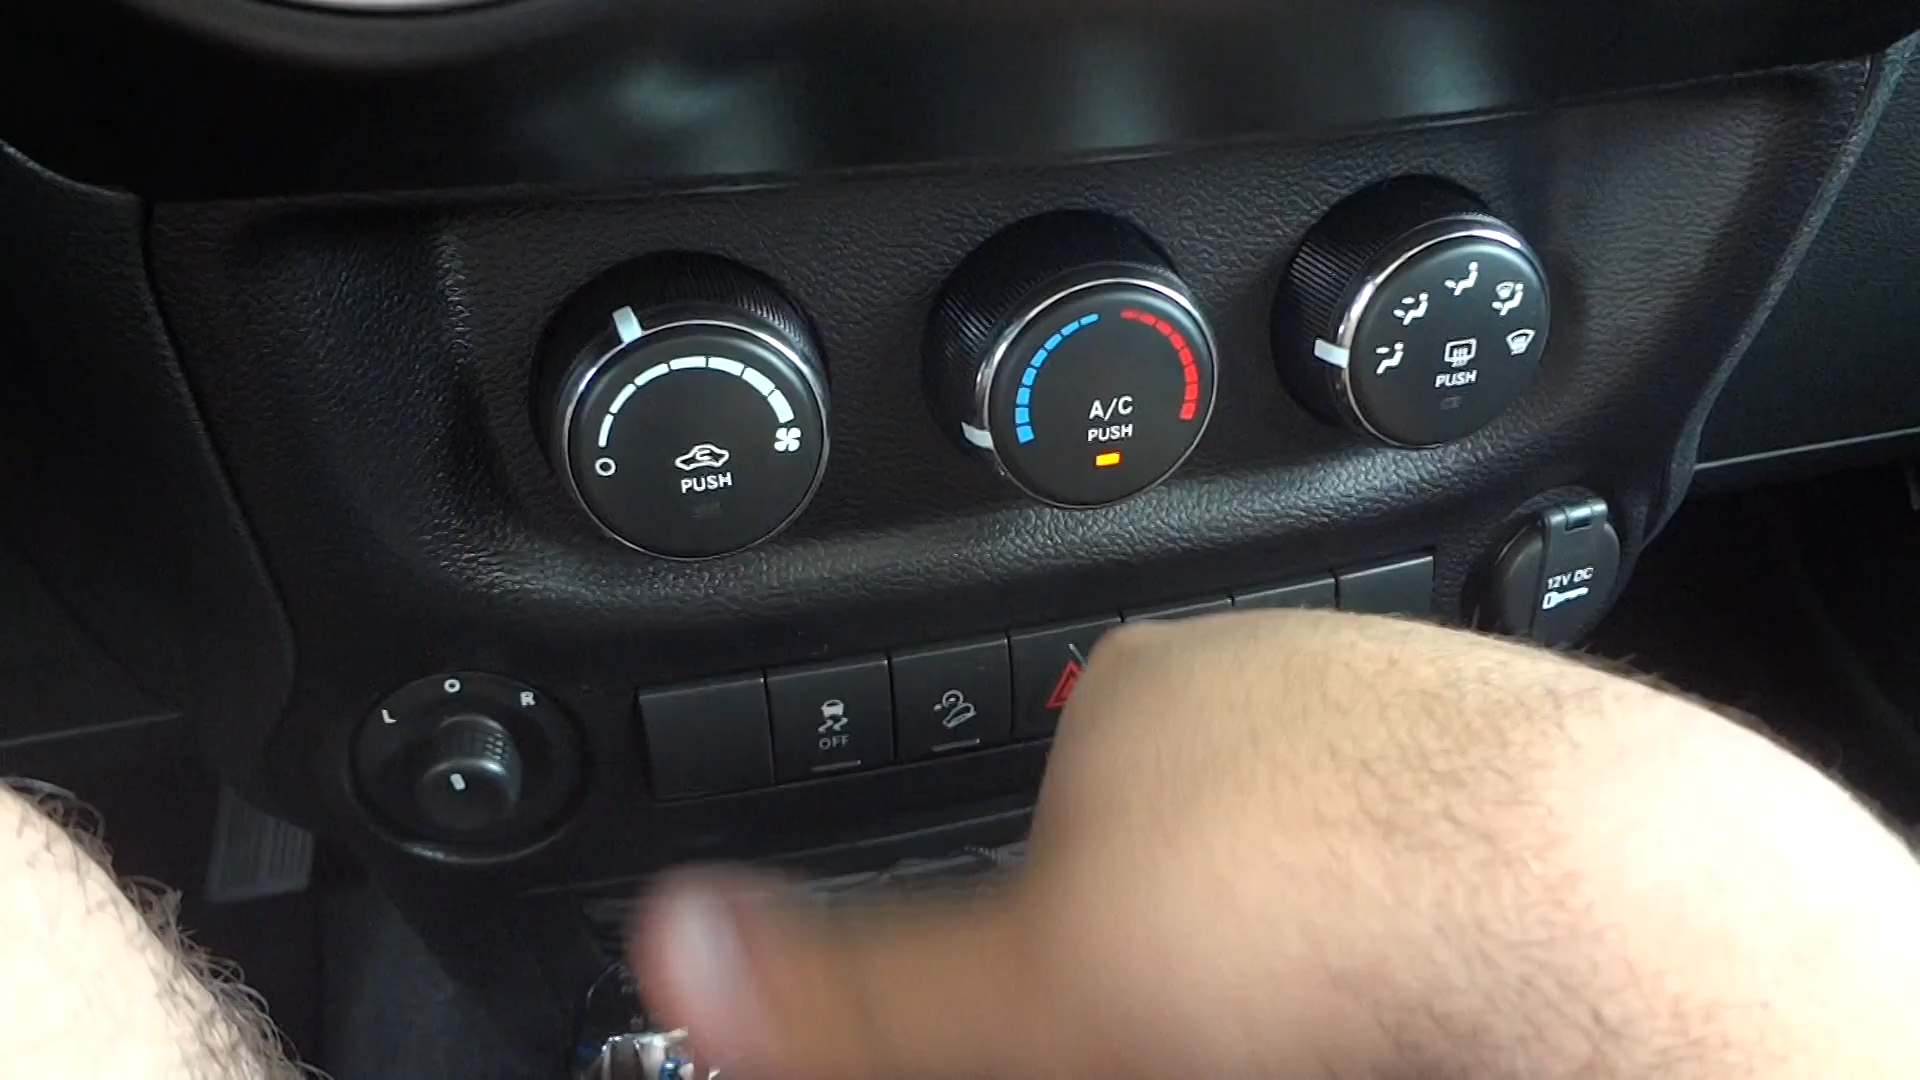 PUSH
A/C
PUSH
PUSH
12V DC
L O R
OFF